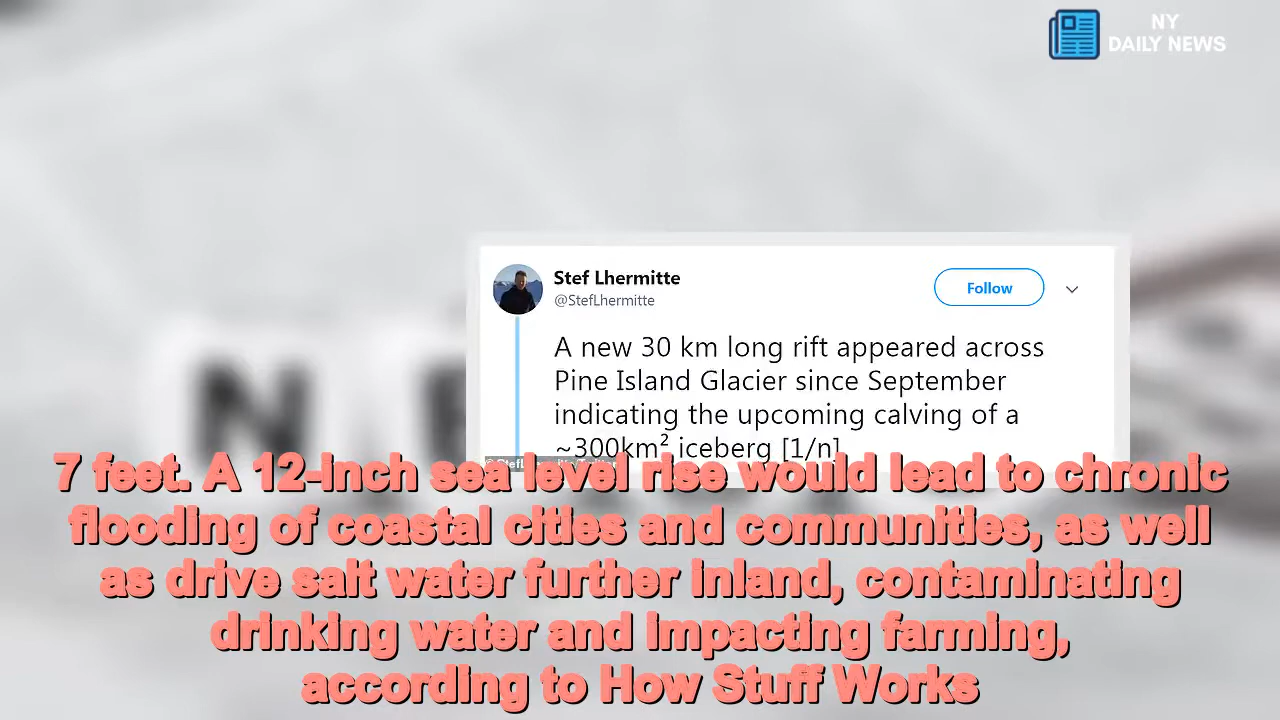 NY
DAILY NEWS
Stef Lhermitte
@StefLhermitte
Follow
A new 30 km long rift appeared across
Pine Island Glacier since September
indicating the upcoming calving of a
~300km² iceberg [1/n]
7 feet. A 12-inch sea level rise would lead to chronic
flooding of coastal cities and communities, as well
as drive salt water further inland, contaminating
drinking water and impacting farming,
according to How Stuff Works